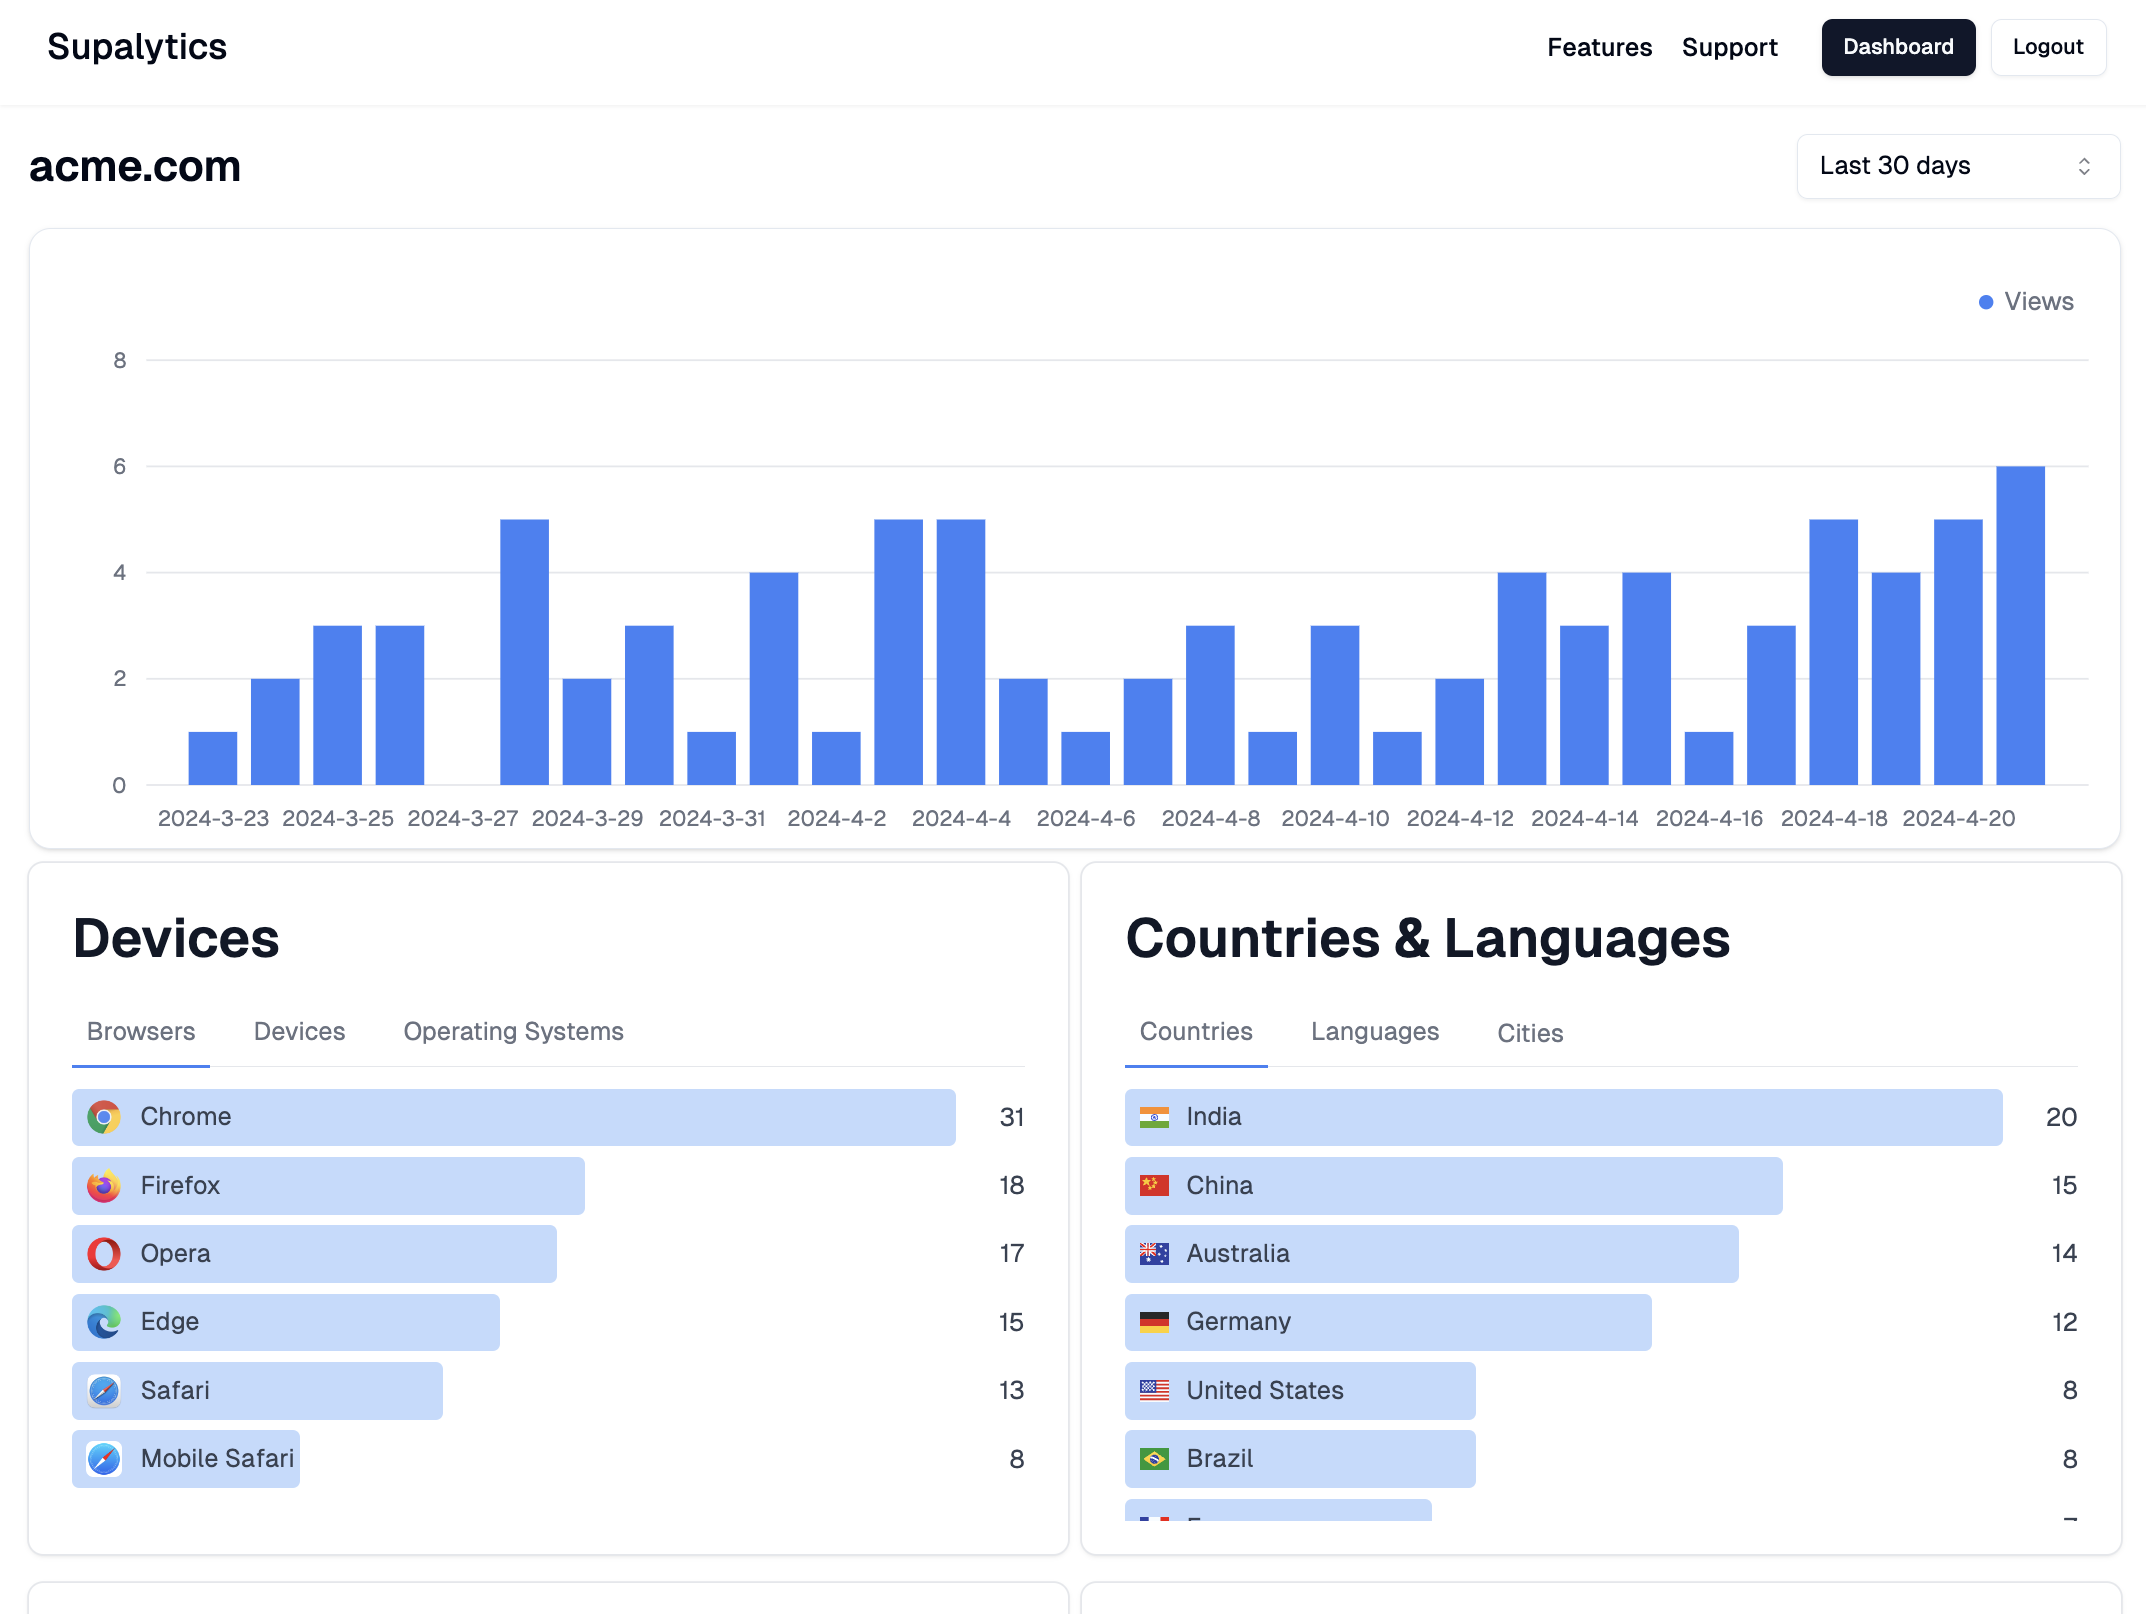 Supalytics
Features Support Dashboard Logout
acme.com
Last 30 days
Views
8
6
4
2
0
2024-3-23 2024-3-25 2024-3-27 2024-3-29 2024-3-31 2024-4-2 2024-4-4 2024-4-6 2024-4-8 2024-4-10 2024-4-12 2024-4-14 2024-4-16 2024-4-18 2024-4-20
Devices
Browsers Devices Operating Systems
Chrome 31
Firefox 18
Opera 17
Edge 15
Safari 13
Mobile Safari 8
Countries & Languages
Countries Languages Cities
India 20
China 15
Australia 14
Germany 12
United States 8
Brazil 8